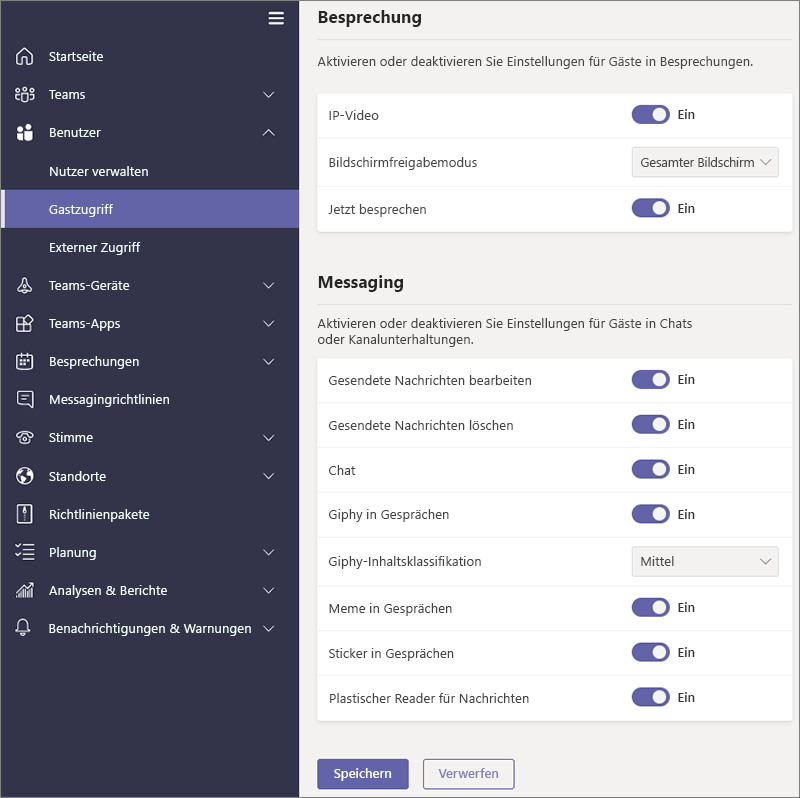 Startseite
Teams
Benutzer
Nutzer verwalten
Gastzugriff
Externer Zugriff
Teams-Geräte
Teams-Apps
Besprechungen
Messagingrichtlinien
Stimme
Standorte
Richtlinienpakete
Planung
Analysen & Berichte
Benachrichtigungen & Warnungen
Besprechung
Aktivieren oder deaktivieren Sie Einstellungen für Gäste in Besprechungen.
IP-Video Ein
Bildschirmfreigabemodus Gesamter Bildschirm
Jetzt besprechen Ein
Messaging
Aktivieren oder deaktivieren Sie Einstellungen für Gäste in Chats
oder Kanalunterhaltungen.
Gesendete Nachrichten bearbeiten Ein
Gesendete Nachrichten löschen Ein
Chat Ein
Giphy in Gesprächen Ein
Giphy-Inhaltsklassifikation Mittel
Meme in Gesprächen Ein
Sticker in Gesprächen Ein
Plastischer Reader für Nachrichten Ein
Speichern Verwerfen